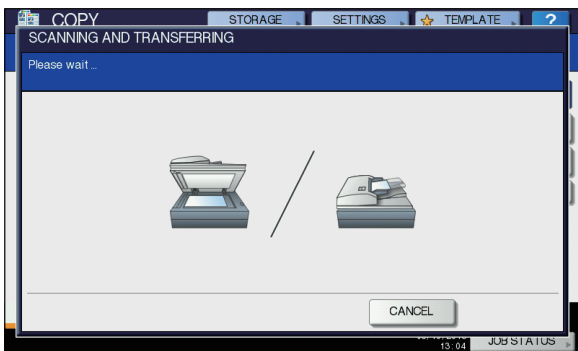 COPY
STORAGE
SETTINGS
TEMPLATE
?
SCANNING AND TRANSFERRING
Please wait ...
CANCEL
13:04
JOB STATUS